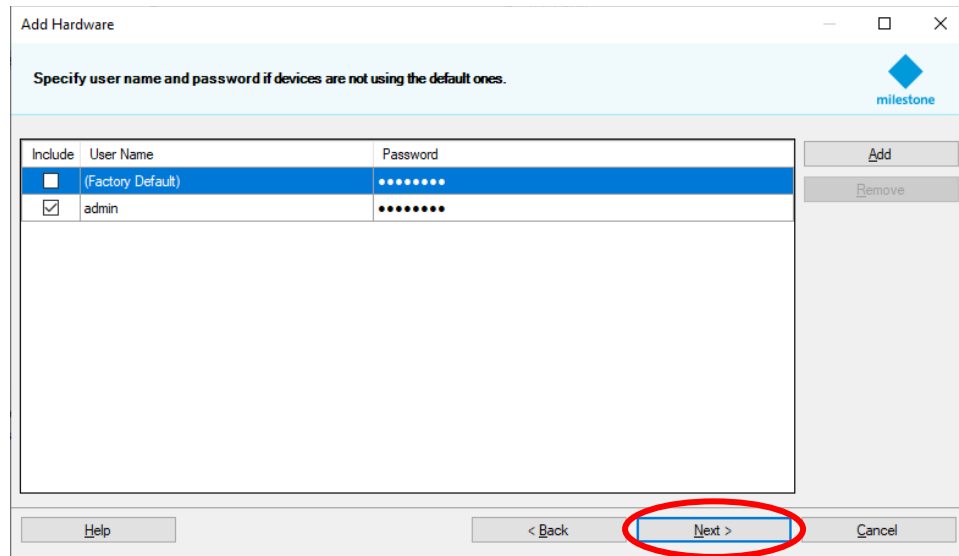 Add Hardware
Specify user name and password if devices are not using the default ones.
milestone
Include User Name Password
(Factory Default) ●●●●●●●●
admin ●●●●●●●●
Add
Remove
Help < Back Next > Cancel